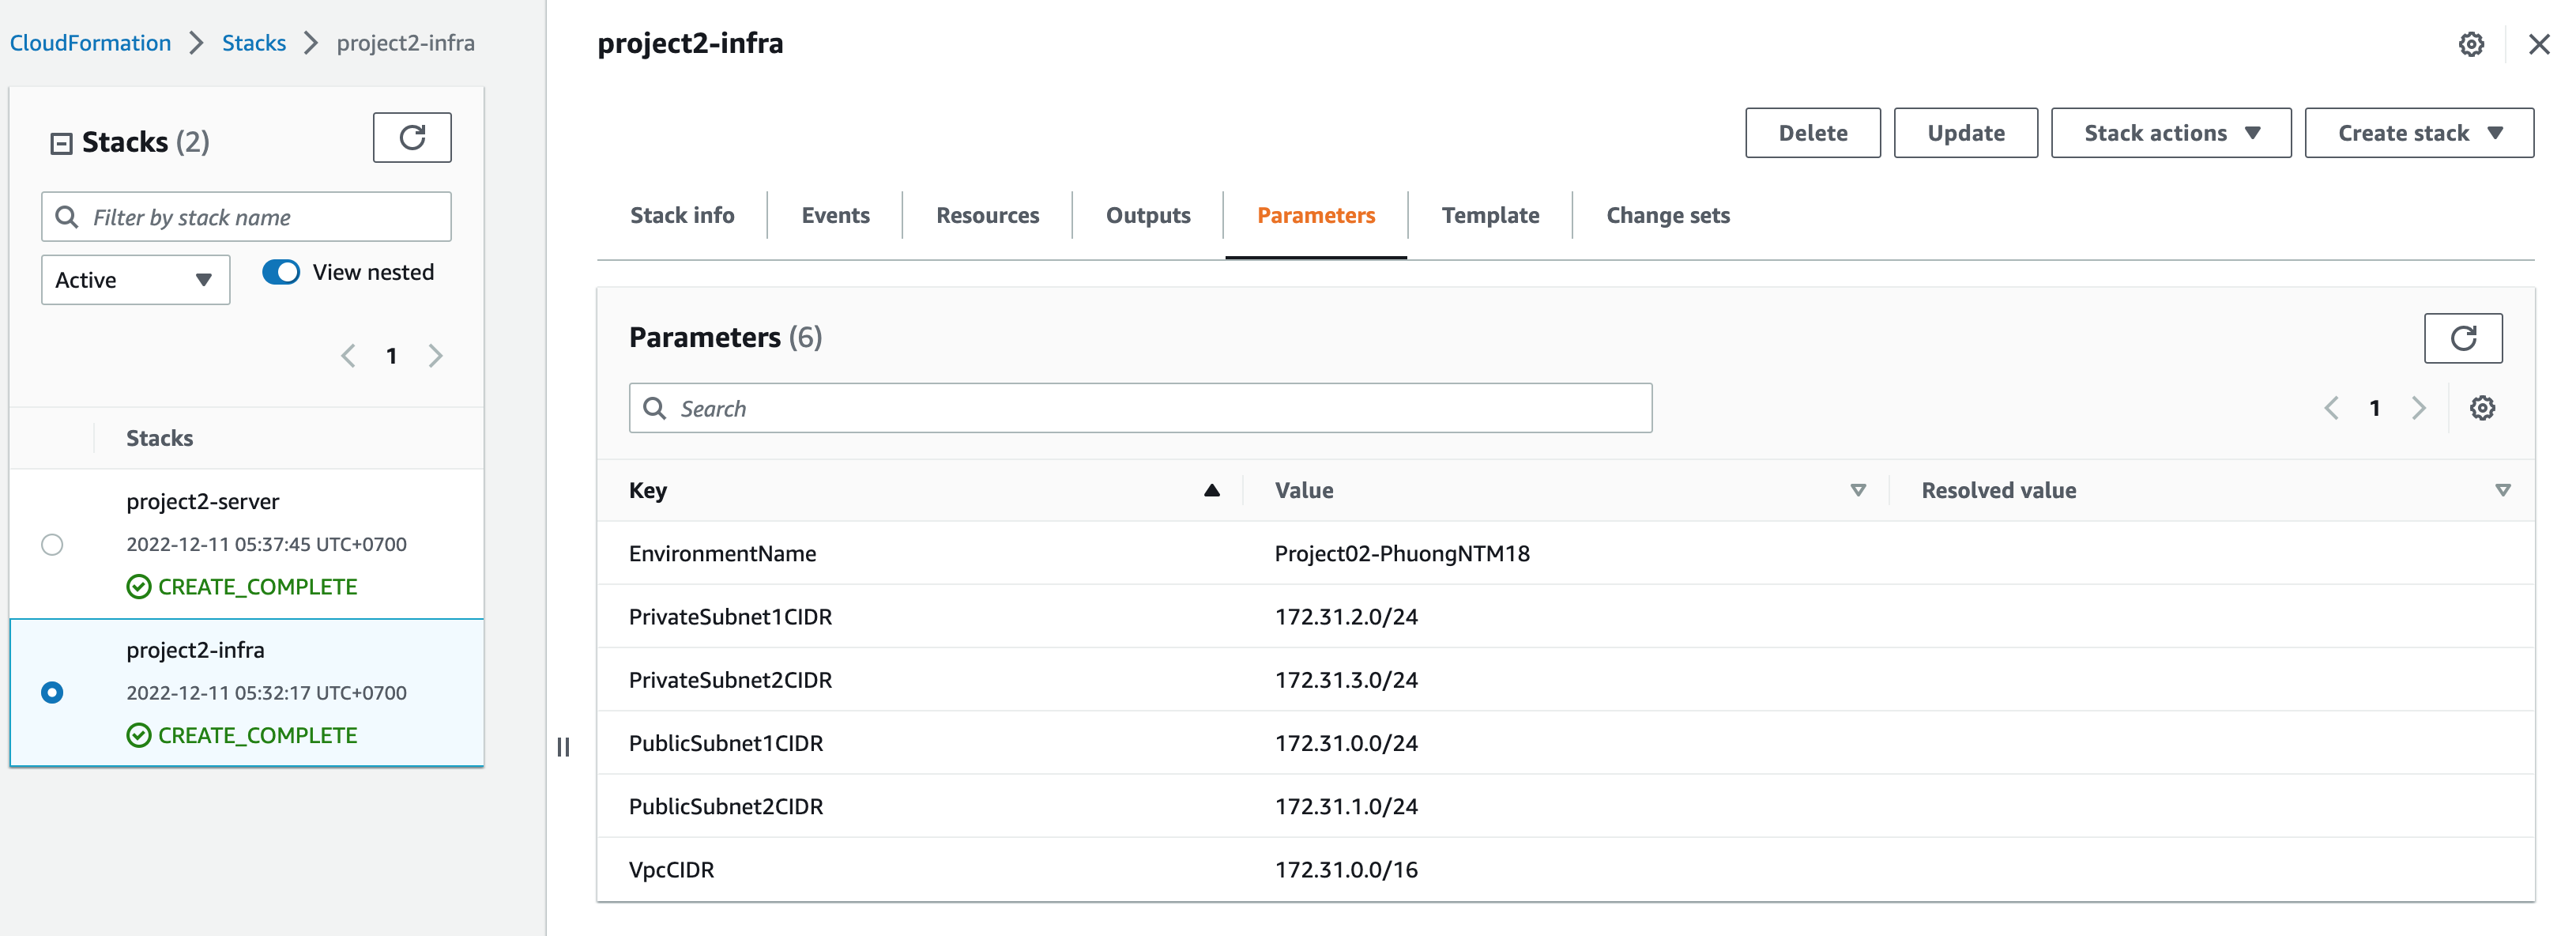 CloudFormation > Stacks > project2-infra
Stacks (2)
Filter by stack name
Active
View nested
1
Stacks
project2-server
2022-12-11 05:37:45 UTC+0700
CREATE_COMPLETE
project2-infra
2022-12-11 05:32:17 UTC+0700
CREATE_COMPLETE
project2-infra
Delete Update Stack actions Create stack
Stack info Events Resources Outputs Parameters Template Change sets
Parameters (6)
Search
1
Key Value Resolved value
EnvironmentName Project02-PhuongNTM18
PrivateSubnet1CIDR 172.31.2.0/24
PrivateSubnet2CIDR 172.31.3.0/24
PublicSubnet1CIDR 172.31.0.0/24
PublicSubnet2CIDR 172.31.1.0/24
VpcCIDR 172.31.0.0/16